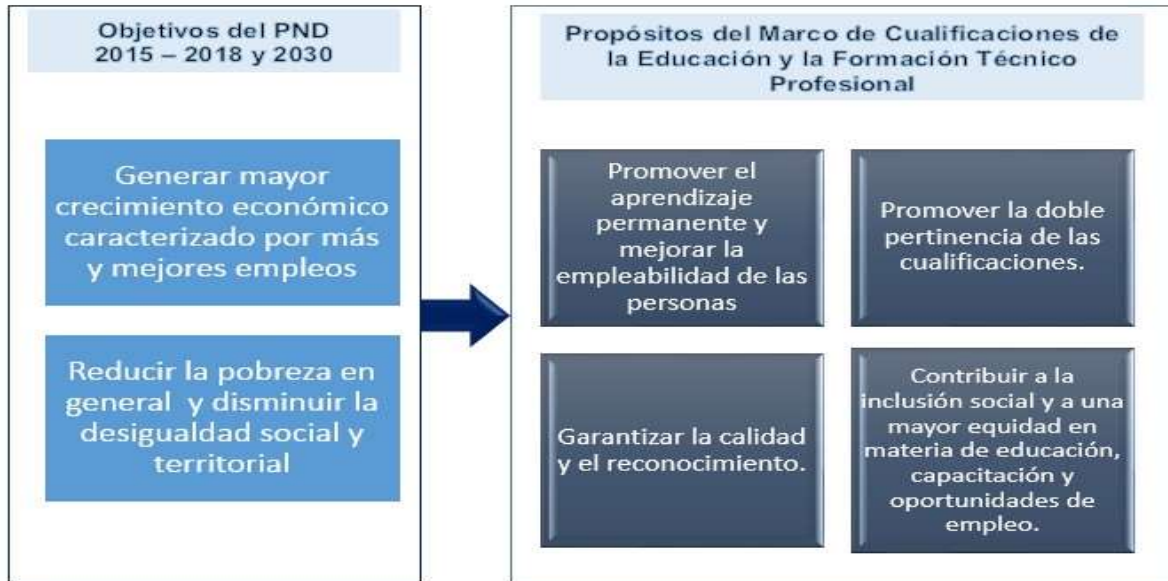 Objetivos del PND
2015 – 2018 y 2030
Generar mayor
crecimiento económico
caracterizado por más
y mejores empleos
Reducir la pobreza en
general y disminuir la
desigualdad social y
territorial
Propósitos del Marco de Cualificaciones de
la Educación y la Formación Técnico
Profesional
Promover el
aprendizaje
permanente y
mejorar la
empleabilidad de las
personas
Promover la doble
pertinencia de las
cualificaciones.
Garantizar la calidad
y el reconocimiento.
Contribuir a la
inclusión social y a una
mayor equidad en
materia de educación,
capacitación y
oportunidades de
empleo.